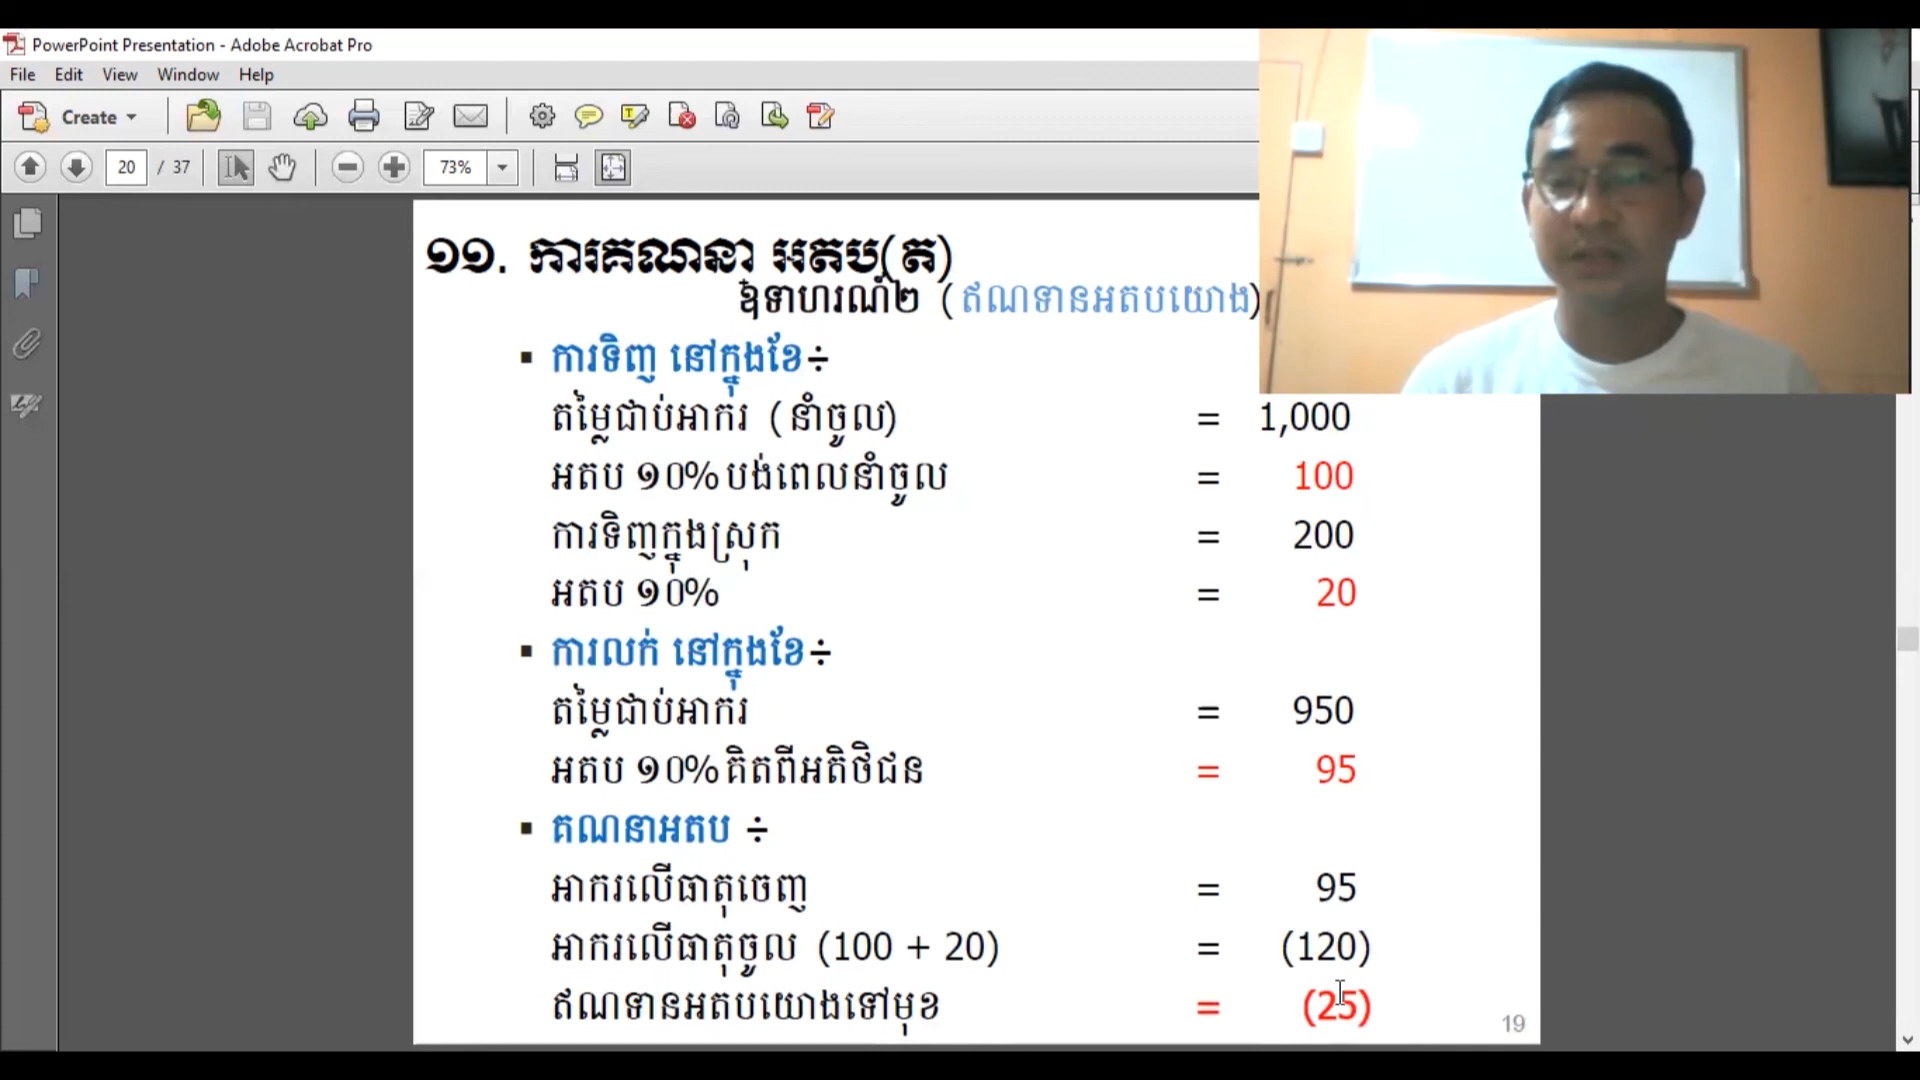 PowerPoint Presentation - Adobe Acrobat Pro
File Edit View Window Help
Create
20 / 37 73%
១១. ការគណនា អតប(ត)
ឧទាហរណ៍២ (ឥណទានអតបយោង)
▪ ការទិញ នៅក្នុងខែ÷
តម្លៃជាប់អាករ (នាំចូល) = 1,000
អតប ១០% បង់ពេលនាំចូល = 100
ការទិញក្នុងស្រុក = 200
អតប ១០% = 20
▪ ការលក់ នៅក្នុងខែ÷
តម្លៃជាប់អាករ = 950
អតប ១០% គិតពីអតិថិជន = 95
▪ គណនាអតប ÷
អាករលើធាតុចេញ = 95
អាករលើធាតុចូល (100 + 20) = (120)
ឥណទានអតបយោងទៅមុខ = (25)
19